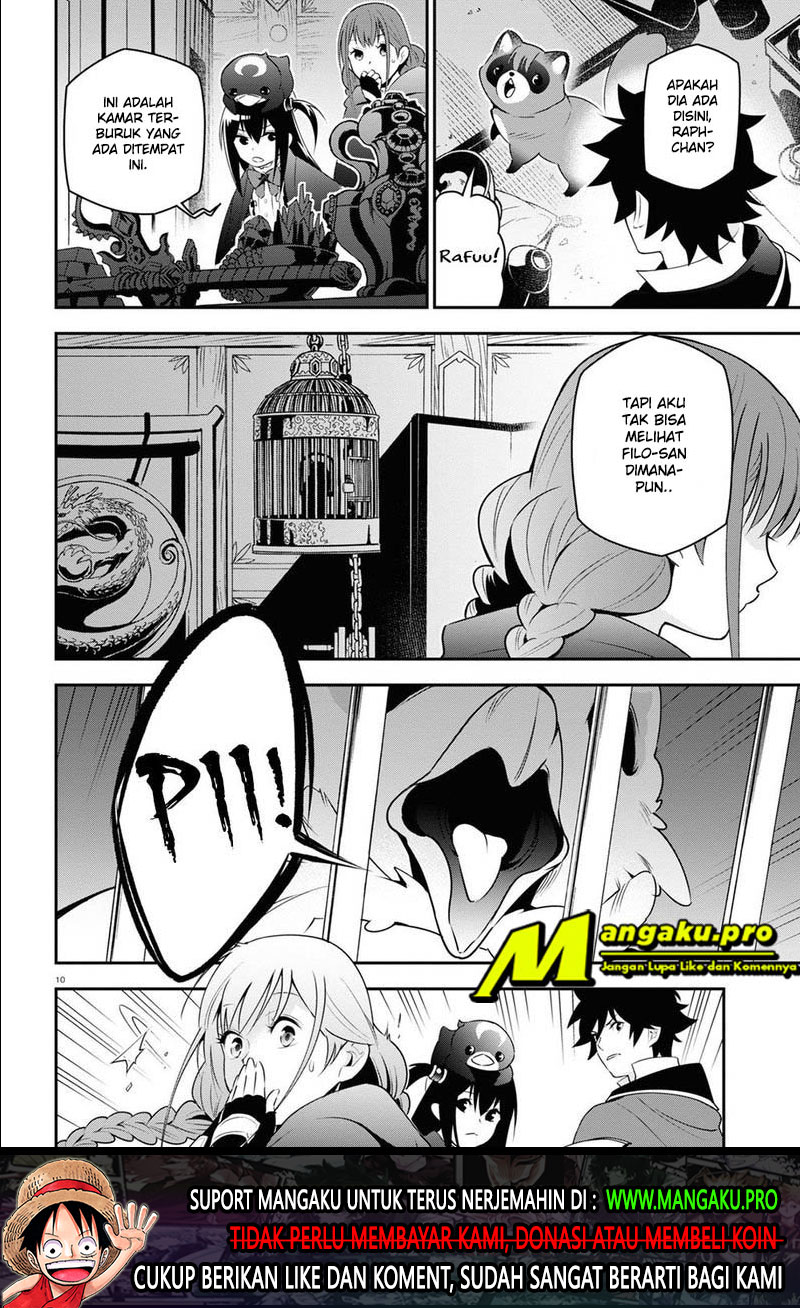 APAKAH
DIA ADA
DISINI,
RAPH-
CHAN?
Rafuu!
INI ADALAH
KAMAR TER-
BURUK YANG
ADA DITEMPAT
INI.
TAPI AKU
TAK BISA
MELIHAT
FILO-SAN
DIMANA-
PUN..
PIII!
Mangaku.pro
Jangan Lupa Like dan Komennya
10
SUPORT MANGAKU UNTUK TERUS NERJEMAHIN DI : WWW.MANGAKU.PRO
TIDAK PERLU MEMBAYAR KAMI, DONASI ATAU MEMBELI KOIN
CUKUP BERIKAN LIKE DAN KOMENT, SUDAH SANGAT BERARTI BAGI KAMI